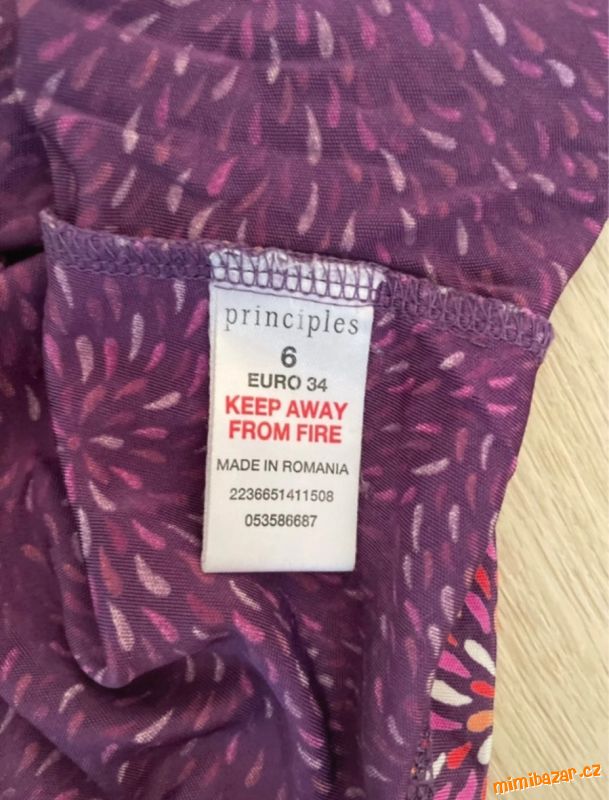 principles
6
EURO 34
KEEP AWAY
FROM FIRE
MADE IN ROMANIA
2236651411508
053586687
mimibazar.cz